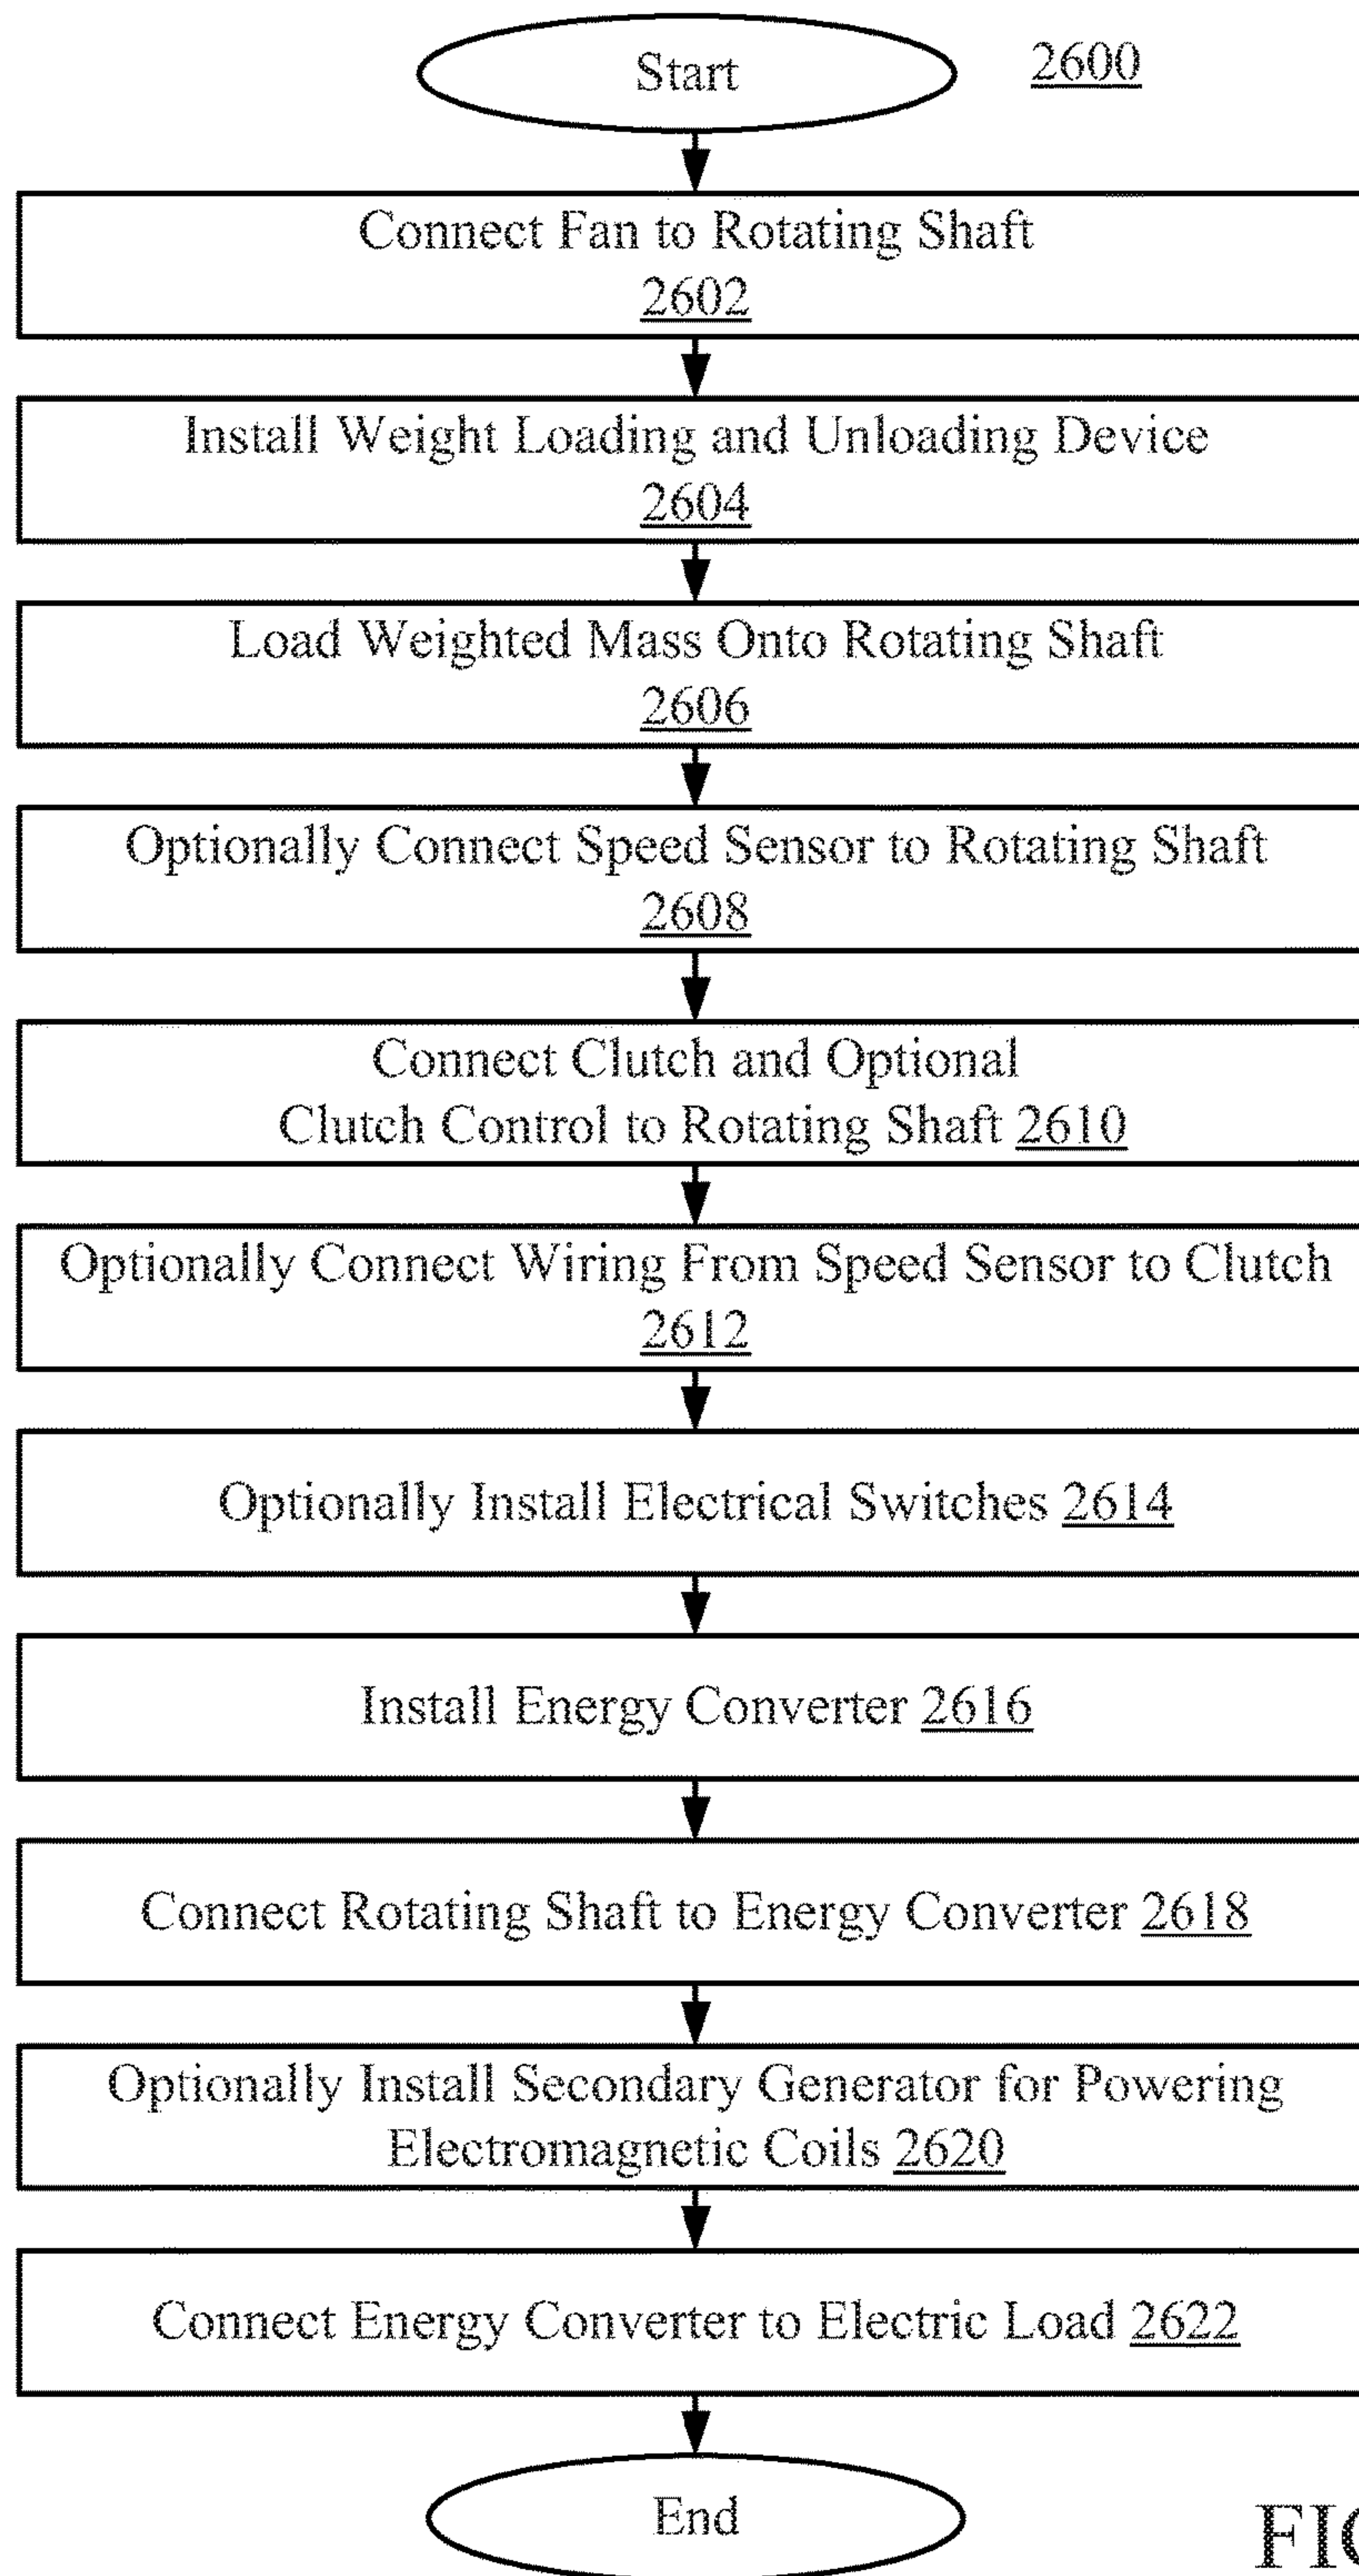 Start
2600
Connect Fan to Rotating Shaft
2602
Install Weight Loading and Unloading Device
2604
Load Weighted Mass Onto Rotating Shaft
2606
Optionally Connect Speed Sensor to Rotating Shaft
2608
Connect Clutch and Optional
Clutch Control to Rotating Shaft 2610
Optionally Connect Wiring From Speed Sensor to Clutch
2612
Optionally Install Electrical Switches 2614
Install Energy Converter 2616
Connect Rotating Shaft to Energy Converter 2618
Optionally Install Secondary Generator for Powering
Electromagnetic Coils 2620
Connect Energy Converter to Electric Load 2622
End